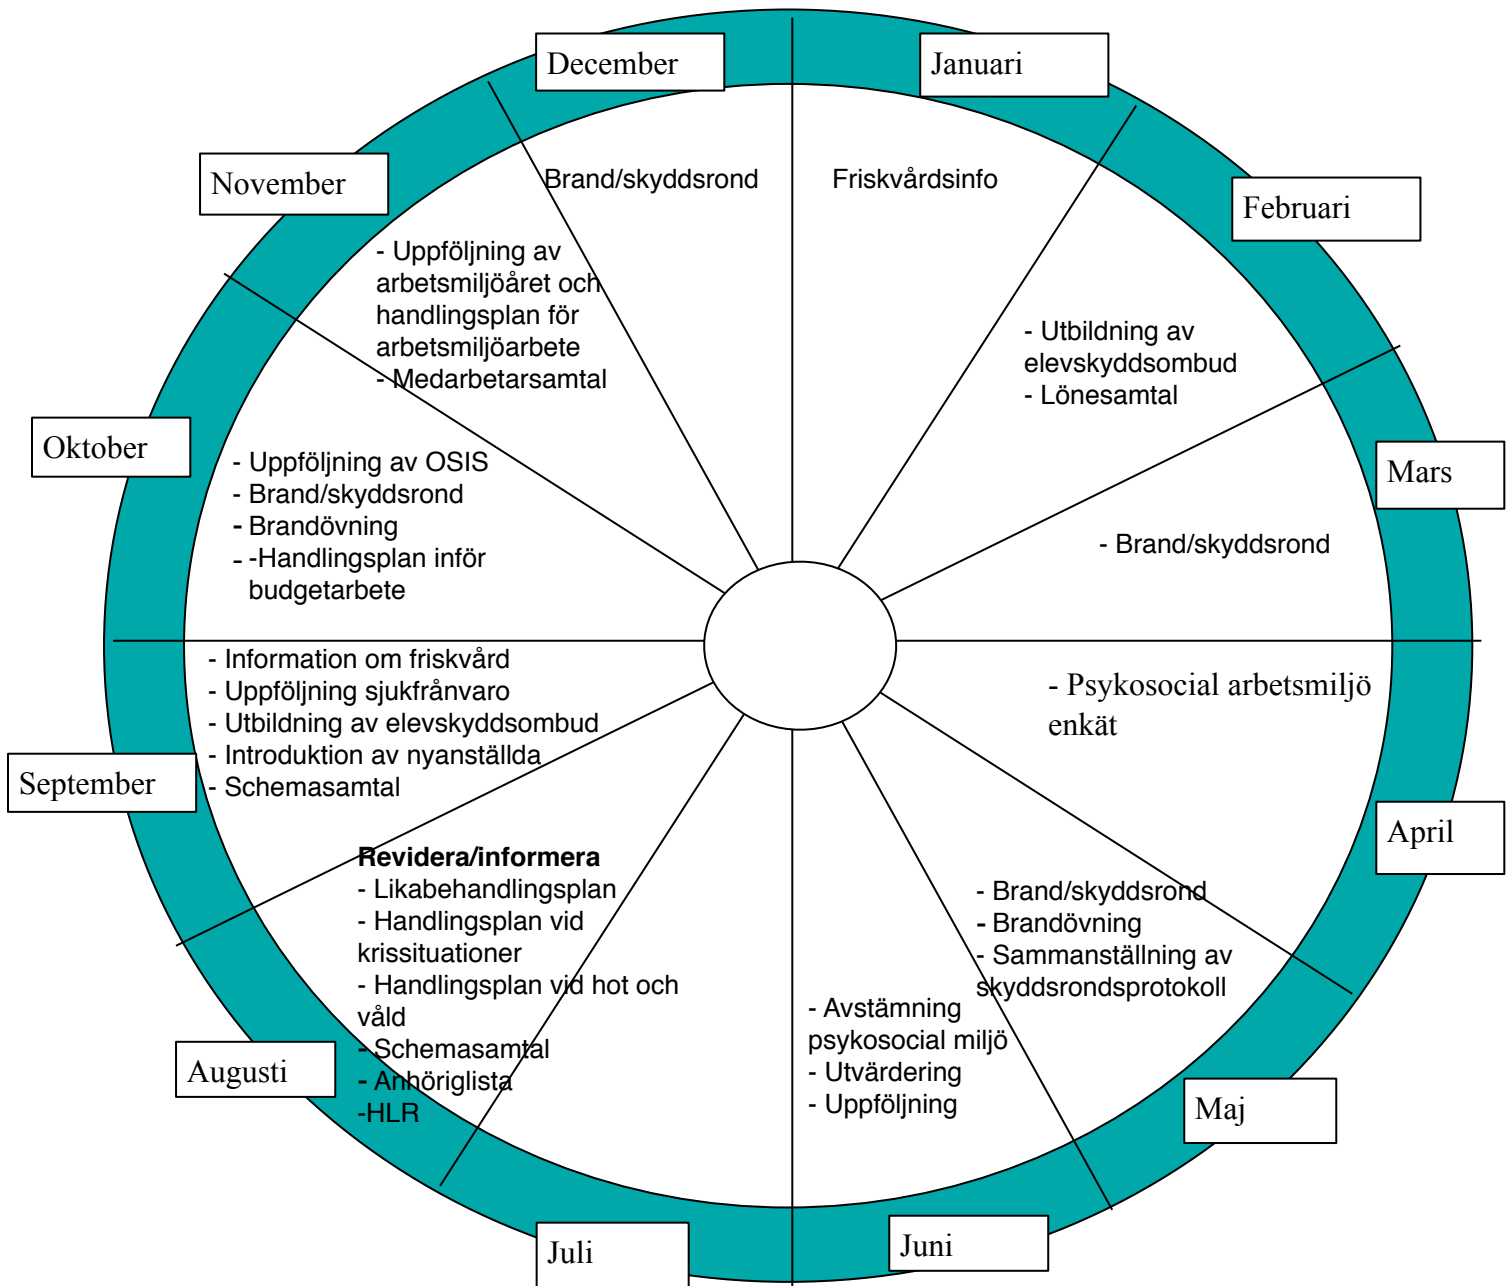 Januari
Friskvårdsinfo
Februari
- Utbildning av
elevskyddsombud
- Lönesamtal
Mars
- Brand/skyddsrond
April
- Psykosocial arbetsmiljö
enkät
Maj
- Brand/skyddsrond
- Brandövning
- Sammanställning av
skyddsrondsprotokoll
Juni
- Avstämning
psykosocial miljö
- Utvärdering
- Uppföljning
Juli
Augusti
Revidera/informera
- Likabehandlingsplan
- Handlingsplan vid
krissituationer
- Handlingsplan vid hot och
våld
- Schemasamtal
- Anhöriglista
-HLR
September
- Information om friskvård
- Uppföljning sjukfrånvaro
- Utbildning av elevskyddsombud
- Introduktion av nyanställda
- Schemasamtal
Oktober
- Uppföljning av OSIS
- Brand/skyddsrond
- Brandövning
- -Handlingsplan inför
budgetarbete
November
- Uppföljning av
arbetsmiljöåret och
handlingsplan för
arbetsmiljöarbete
- Medarbetarsamtal
December
Brand/skyddsrond